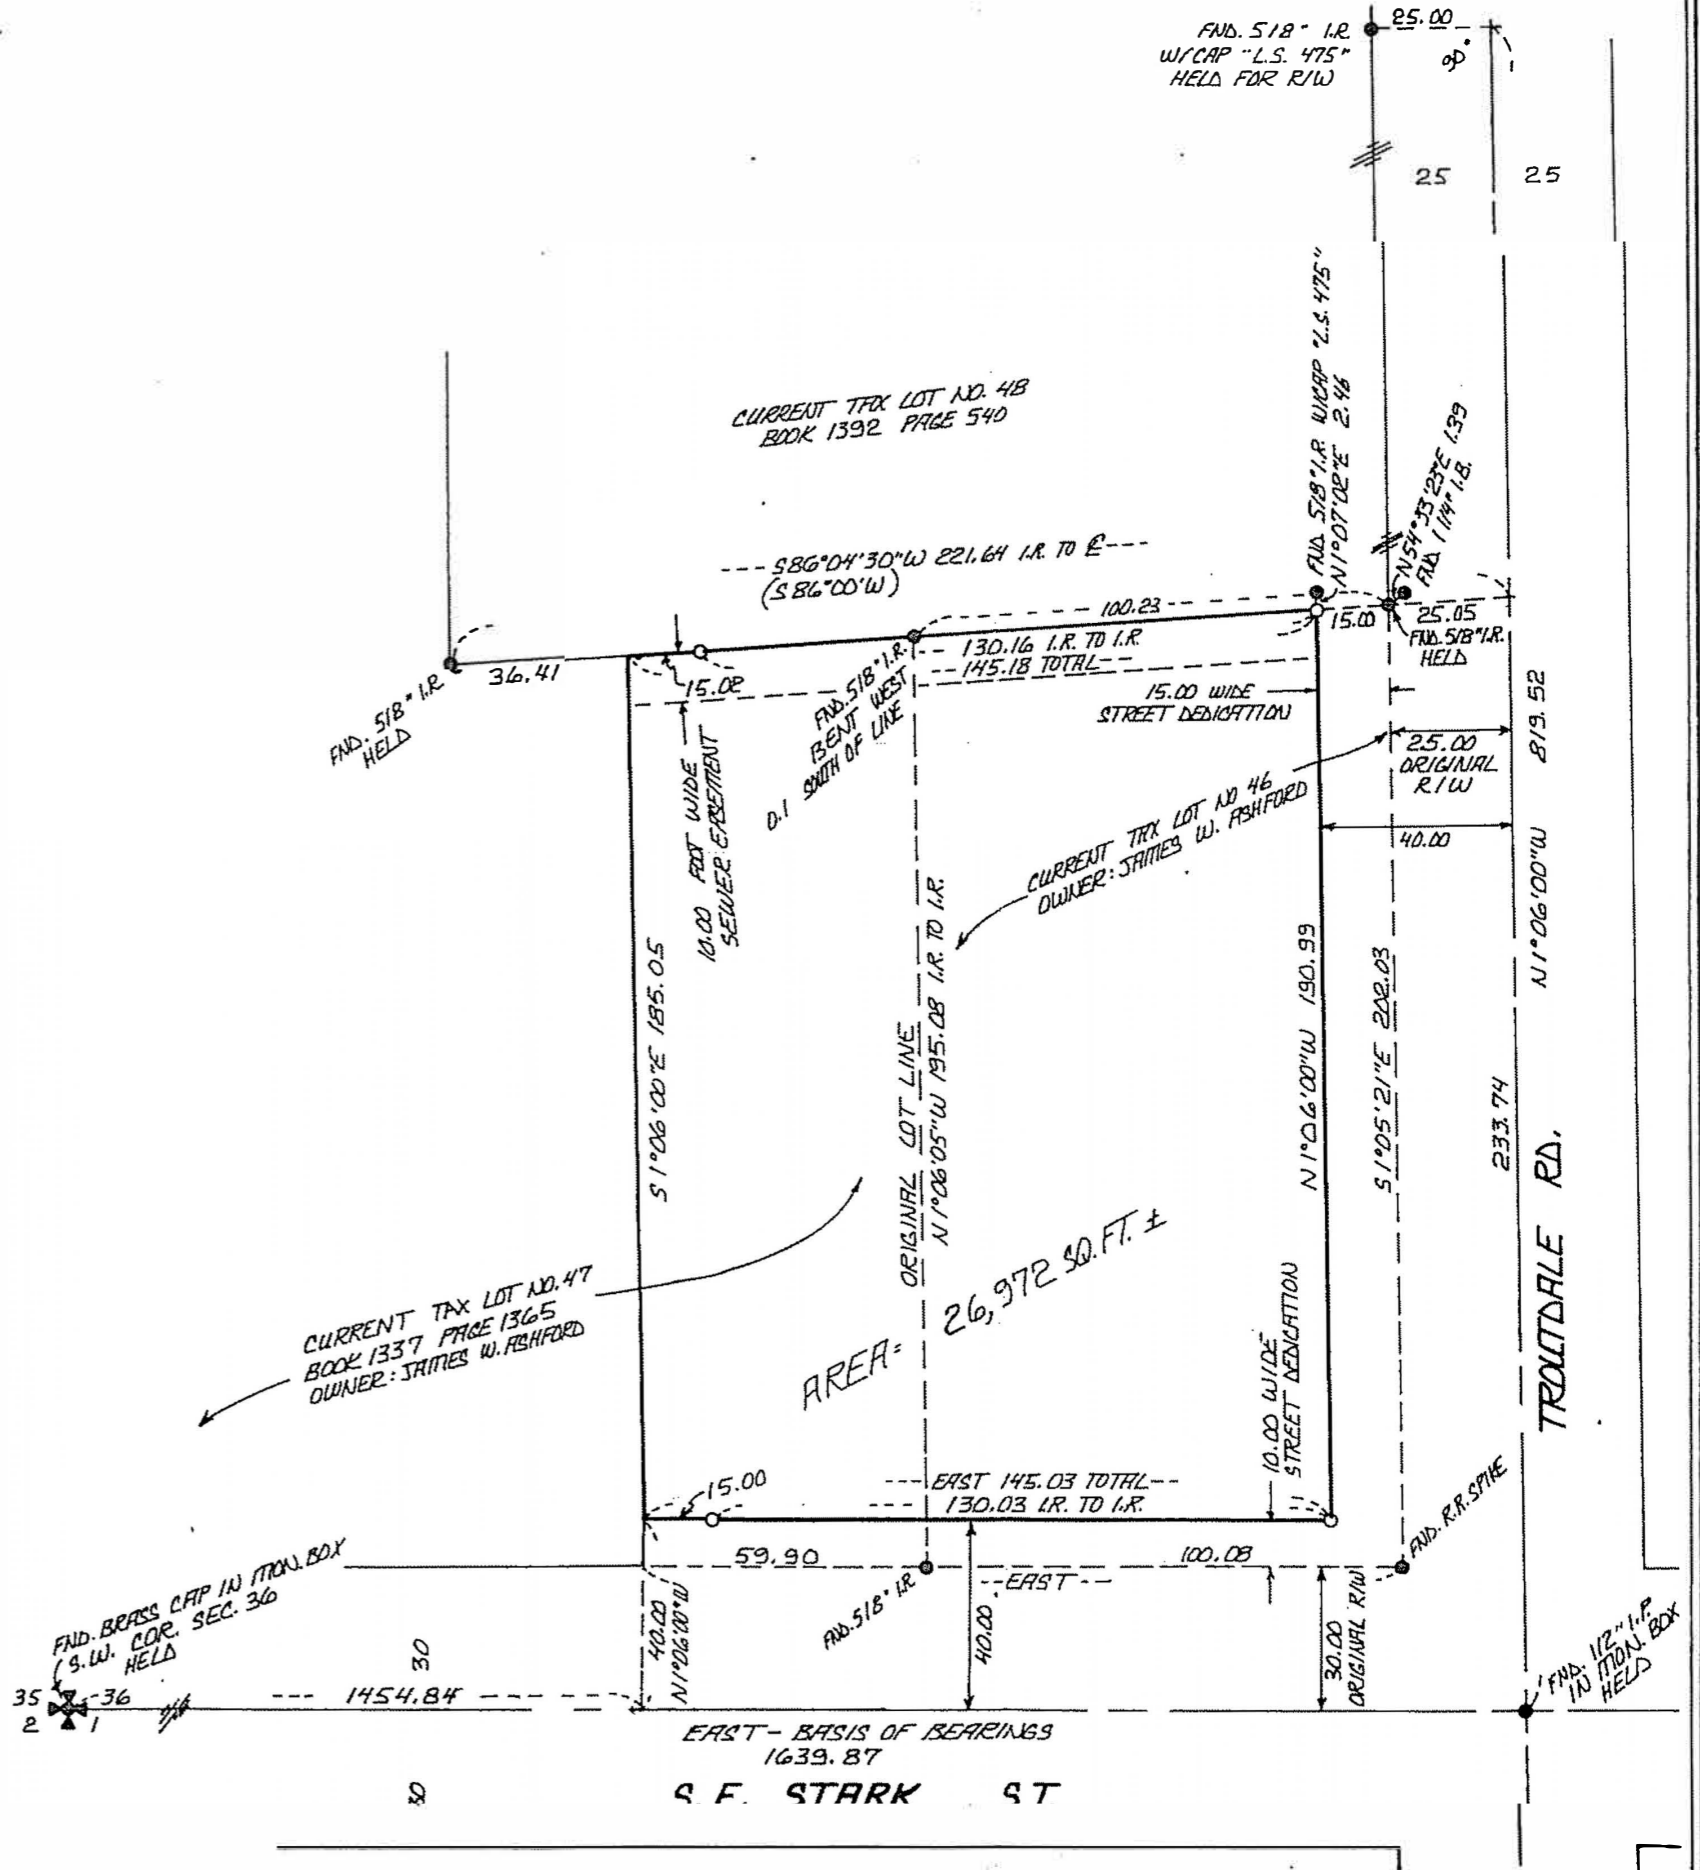 FND. 5/8" I.R.
W/CAP "L.S. 475"
HELD FOR R/W
25.00
90°
25
25
CURRENT TAX LOT NO. 48
BOOK 1392 PAGE 540
FND. 5/8" I.R. W/CAP "L.S. 475"
N1°07'02"E 2.46
N54°33'23"E 1.39
FND. 1 1/4" I.B.
S86°04'30"W 221.64 I.R. TO ℄
(S86°00'W)
100.23
15.00
25.05
FND. 5/8" I.R.
HELD
130.16 I.R. TO I.R.
145.18 TOTAL
36.41
15.02
FND. 5/8" I.R.
HELD
FND. 5/8" I.R.
BENT WEST
0.1 SOUTH OF LINE
15.00 WIDE
STREET DEDICATION
25.00
ORIGINAL
R/W
40.00
10.00 FOOT WIDE
SEWER EASEMENT
CURRENT TAX LOT NO 46
OWNER: JAMES W. ASHFORD
N1°06'00"W 819.52
S1°06'00"E 185.05
ORIGINAL LOT LINE
N1°06'05"W 195.08 I.R. TO I.R.
N1°06'00"W 190.99
S1°05'21"E 202.03
233.74
TROUTDALE RD.
AREA= 26,972 SQ.FT. ±
CURRENT TAX LOT NO.47
BOOK 1337 PAGE 1365
OWNER: JAMES W. ASHFORD
10.00 WIDE
STREET DEDICATION
15.00
EAST 145.03 TOTAL
130.03 I.R. TO I.R.
FND. R.R. SPIKE
59.90
100.08
EAST
FND. 5/8" I.R.
FND. BRASS CAP IN MON. BOX
S.W. COR. SEC. 36
HELD
30
40.00
N1°06'00"W
40.00
30.00
ORIGINAL R/W
FND. 1/2" I.P.
IN MON. BOX
HELD
35
36
2
1
1454.84
EAST - BASIS OF BEARINGS
1639.87
S.E. STARK ST